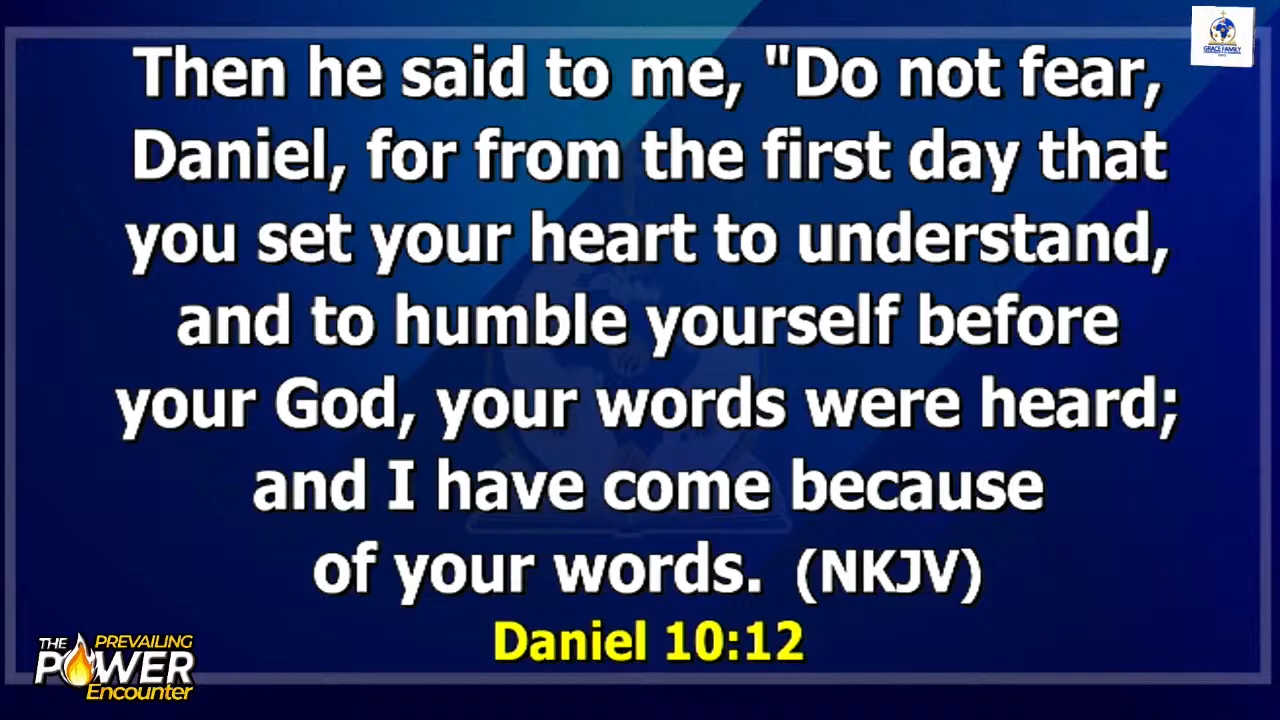 GRACE FAMILY
Then he said to me, "Do not fear,
Daniel, for from the first day that
you set your heart to understand,
and to humble yourself before
your God, your words were heard;
and I have come because
of your words. (NKJV)
Daniel 10:12
THE PREVAILING
POWER
Encounter